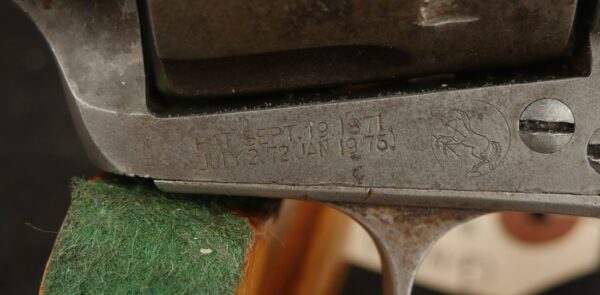 PAT. SEPT. 19. 1871.
JULY 2. 72. JAN. 19. 75.
C